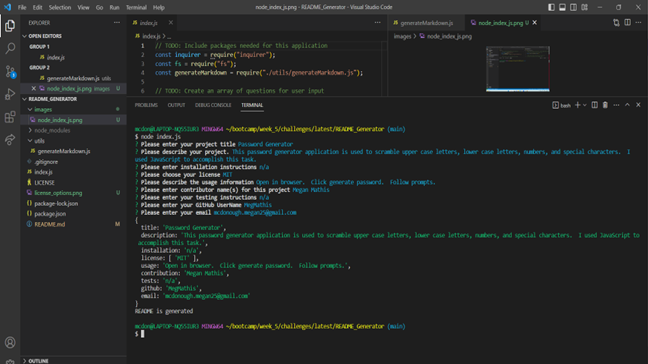 File Edit Selection View Go Run Terminal Help
node_index_js.png - README_Generator - Visual Studio Code
EXPLORER
OPEN EDITORS
GROUP 1
index.js
GROUP 2
generateMarkdown.js utils
node_index_js.png images U
README_GENERATOR
images
node_index_js.png U
node_modules
utils
generateMarkdown.js
.gitignore
index.js
LICENSE
license_options.png U
package-lock.json
package.json
README.md U
OUTLINE
index.js
index.js > ...
1 // TODO: Include packages needed for this application
2 const inquirer = require("inquirer");
3 const fs = require("fs");
4 const generateMarkdown = require("./utils/generateMarkdown.js");
5
6 // TODO: Create an array of questions for user input
generateMarkdown.js
node_index_js.png U
images > node_index_js.png
PROBLEMS OUTPUT DEBUG CONSOLE TERMINAL
bash
mcdon@LAPTOP-NQ5SIUR3 MINGW64 ~/bootcamp/week_5/challenges/latest/README_Generator (main)
$ node index.js
? Please enter your project title Password Generator
? Please describe your project. This password generator application is used to scramble upper case letters, lower case letters, numbers, and special characters. I
used JavaScript to accomplish this task.
? Please enter installation instructions n/a
? Please choose your license MIT
? Please describe the usage information Open in browser. Click generate password. Follow prompts.
? Please enter contributor name(s) for this project Megan Mathis
? Please enter your testing instructions n/a
? Please enter your GitHub UserName MegMathis
? Please enter your email mcdonough.megan25@gmail.com
{
title: 'Password Generator',
description: 'This password generator application is used to scramble upper case letters, lower case letters, numbers, and special characters. I used JavaScript to
accomplish this task.',
installation: 'n/a',
license: [ 'MIT' ],
usage: 'Open in browser. Click generate password. Follow prompts.',
contribution: 'Megan Mathis',
tests: 'n/a',
github: 'MegMathis',
email: 'mcdonough.megan25@gmail.com'
}
README is generated
mcdon@LAPTOP-NQ5SIUR3 MINGW64 ~/bootcamp/week_5/challenges/latest/README_Generator (main)
$